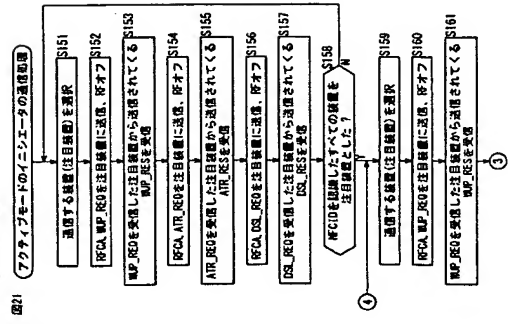 図21
アクティブモードのイニシエータの通信処理
通信する装置(注目装置)を選択
S151
RFCA, WUP_REQを注目装置に送信、RFオフ
S152
WUP_REQを受信した注目装置から送信されてくる
WUP_RESを受信
S153
RFCA, ATR_REQを注目装置に送信、RFオフ
S154
ATR_REQを受信した注目装置から送信されてくる
ATR_RESを受信
S155
RFCA, DSL_REQを注目装置に送信、RFオフ
S156
DSL_REQを受信した注目装置から送信されてくる
DSL_RESを受信
S157
NFCIDを認識したすべての装置を
注目装置とした?
S158
N
Y
④
通信する装置(注目装置)を選択
S159
RFCA, WUP_REQを注目装置に送信、RFオフ
S160
WUP_REQを受信した注目装置から送信されてくる
WUP_RESを受信
S161
③